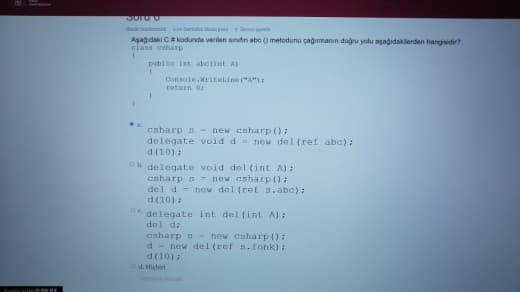 Soru 6
Aşağıdaki C # kodunda verilen sınıfın abc () metodunu çağırmanın doğru yolu aşağıdakilerden hangisidir?
class csharp
{
public int abc(int A)
{
Console.WriteLine("A");
return 0;
}
}
a.
csharp s = new csharp();
delegate void d = new del(ref abc);
d(10);
b. delegate void del(int A);
csharp s = new csharp();
del d = new del(ref s.abc);
d(10);
c. delegate int del(int A);
del d;
csharp s = new csharp();
d = new del(ref s.fonk);
d(10);
d. Hiçbiri